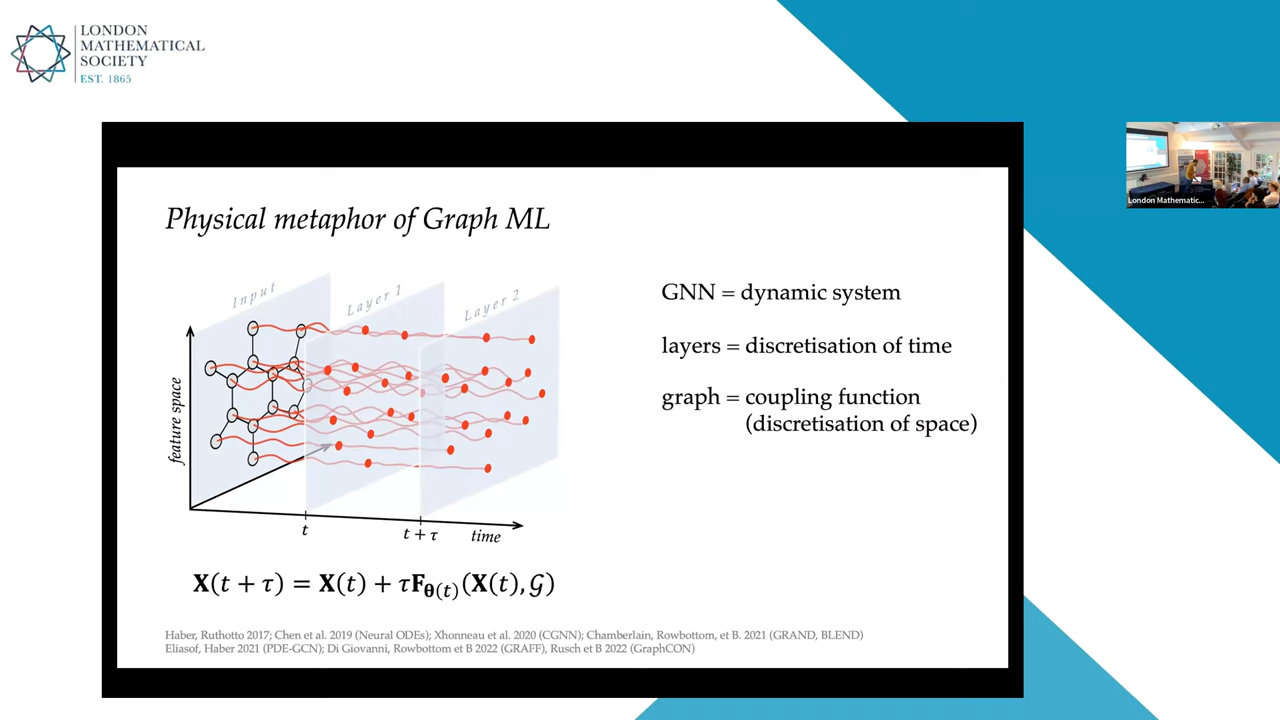 LONDON
MATHEMATICAL
SOCIETY
EST. 1865
London Mathematic...
Physical metaphor of Graph ML
Input
Layer 1
Layer 2
feature space
t
t + τ
time
GNN = dynamic system
layers = discretisation of time
graph = coupling function
(discretisation of space)
X(t + τ) = X(t) + τF_θ(t)(X(t), 𝒢)
Haber, Ruthotto 2017; Chen et al. 2019 (Neural ODEs); Xhonneau et al. 2020 (CGNN); Chamberlain, Rowbottom, et B. 2021 (GRAND, BLEND)
Eliasof, Haber 2021 (PDE-GCN); Di Giovanni, Rowbottom et B 2022 (GRAFF), Rusch et B 2022 (GraphCON)